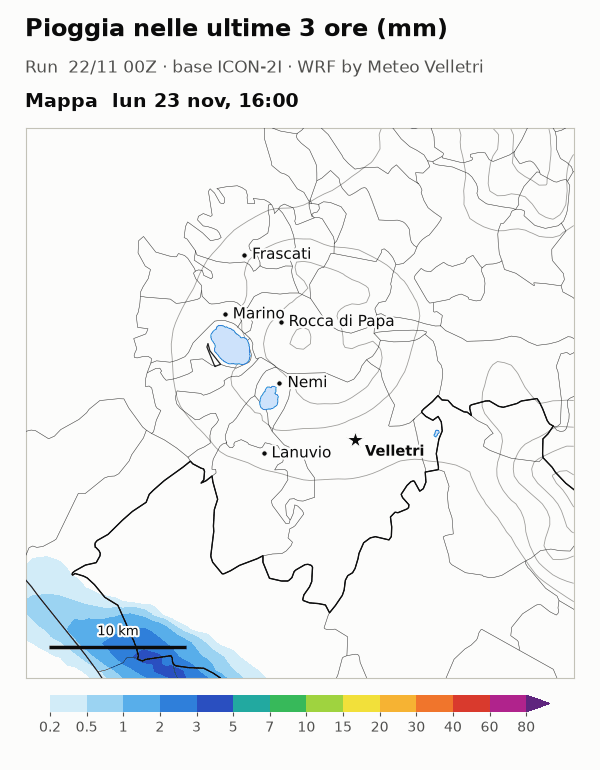 Pioggia nelle ultime 3 ore (mm)
Run  22/11 00Z · base ICON-2I · WRF by Meteo Velletri
Mappa  lun 23 nov, 16:00
Frascati
Marino
Rocca di Papa
Nemi
Velletri
Lanuvio
10 km
0.2 0.5 1 2 3 5 7 10 15 20 30 40 60 80